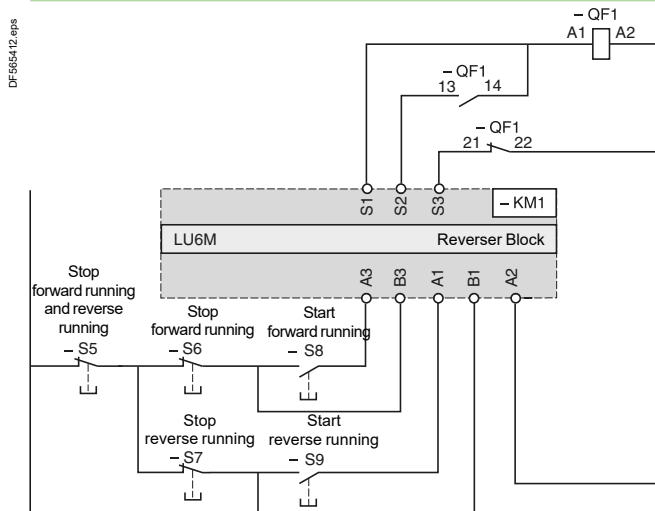 DF565412.eps
– QF1
A1 A2
– QF1
13 14
– QF1
21 22
S1
S2
S3
– KM1
LU6M
Reverser Block
A3
B3
A1
B1
A2
Stop
forward running
and reverse
running
– S5
Stop
forward running
– S6
Start
forward running
– S8
Stop
reverse running
– S7
Start
reverse running
– S9